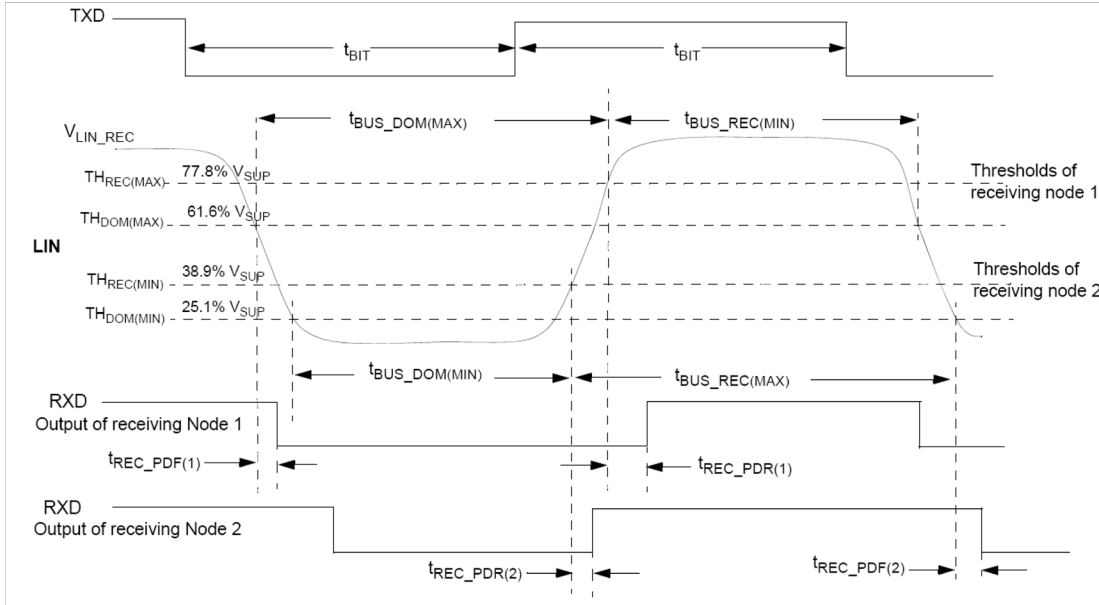 TXD
tBIT tBIT
tBUS_DOM(MAX) tBUS_REC(MIN)
VLIN_REC
THREC(MAX) 77.8% VSUP
Thresholds of
receiving node 1
THDOM(MAX) 61.6% VSUP
LIN
THREC(MIN) 38.9% VSUP
Thresholds of
receiving node 2
THDOM(MIN) 25.1% VSUP
tBUS_DOM(MIN) tBUS_REC(MAX)
RXD
Output of receiving Node 1
tREC_PDF(1) tREC_PDR(1)
RXD
Output of receiving Node 2
tREC_PDR(2) tREC_PDF(2)